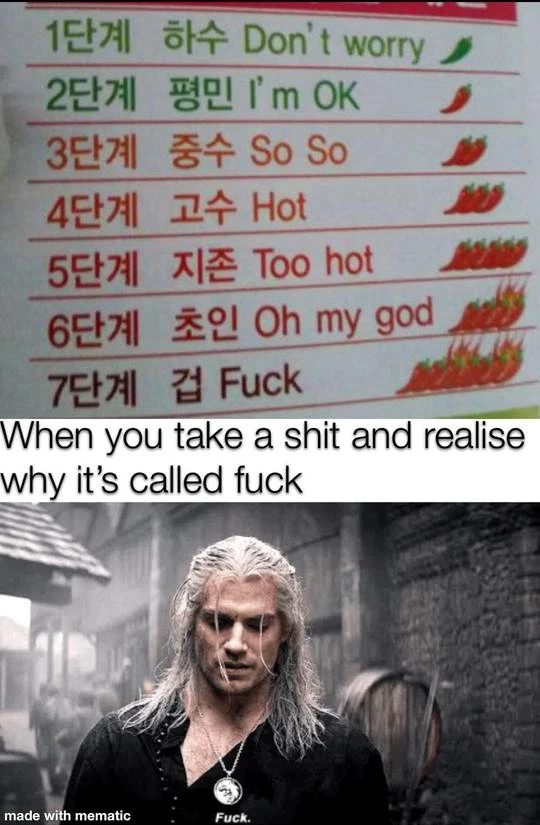 1단계 하수 Don't worry
2단계 평민 I'm OK
3단계 중수 So So
4단계 고수 Hot
5단계 지존 Too hot
6단계 초인 Oh my god
7단계 겁 Fuck
When you take a shit and realise
why it's called fuck
Fuck.
made with mematic